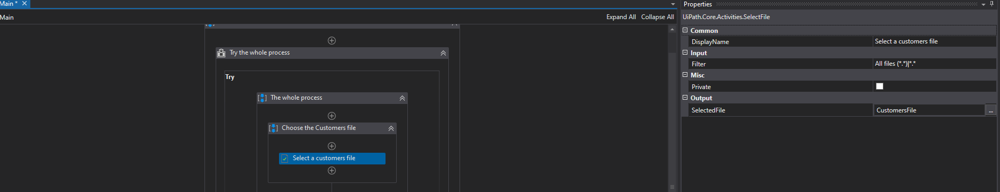 Main *
Main
Expand All Collapse All
Try the whole process
Try
The whole process
Choose the Customers file
Select a customers file
Properties
UiPath.Core.Activities.SelectFile
Common
DisplayName Select a customers file
Input
Filter All files (*.*)|*.*
Misc
Private
Output
SelectedFile CustomersFile ...